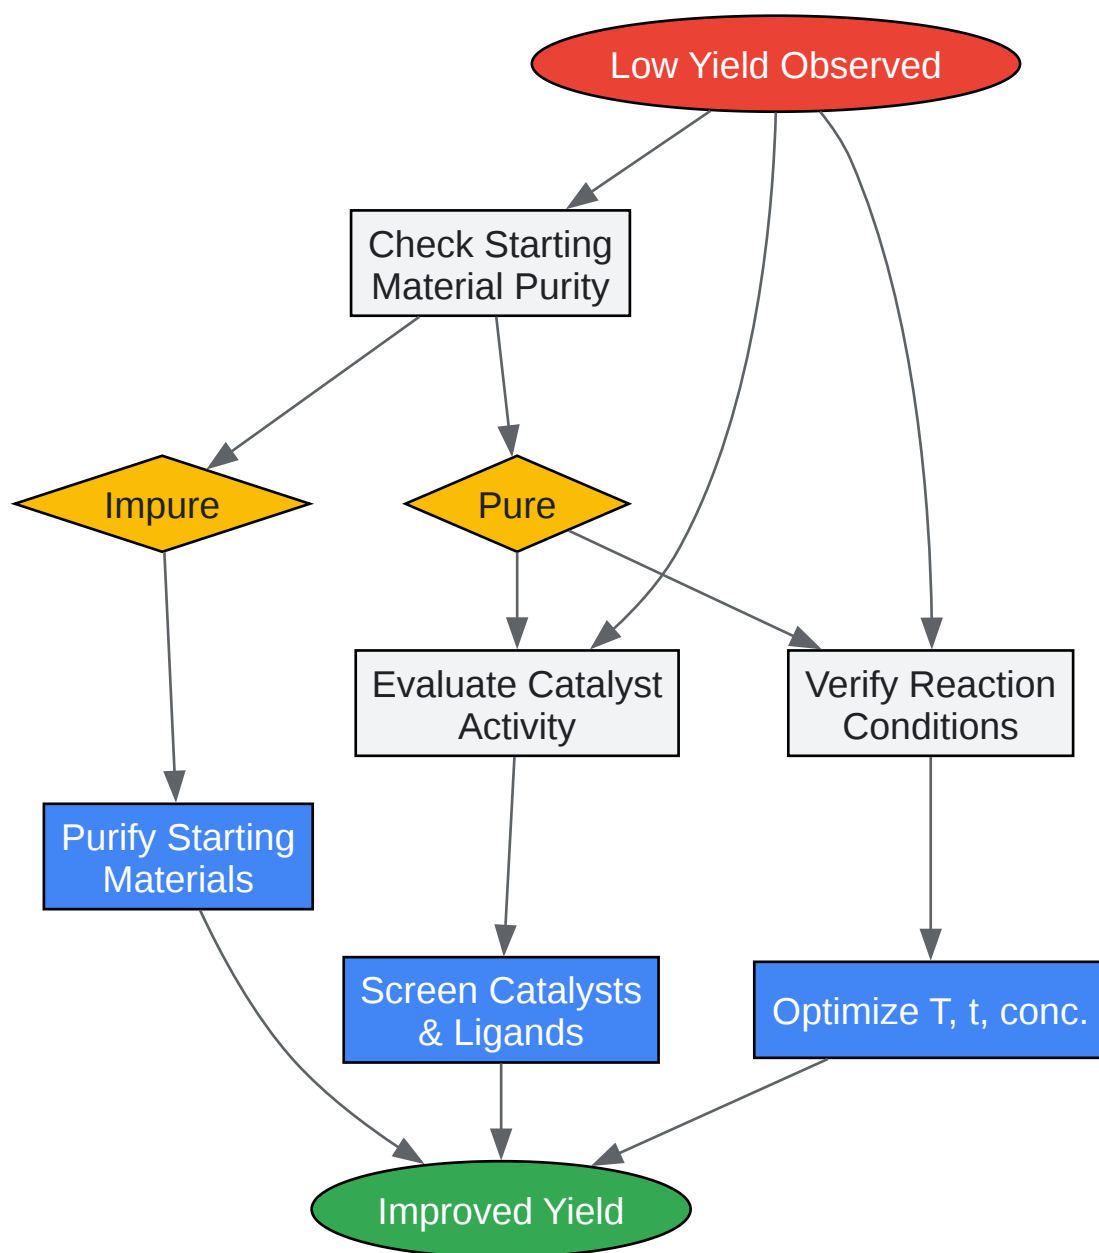 Low Yield Observed
Check Starting
Material Purity
Impure
Pure
Evaluate Catalyst
Activity
Verify Reaction
Conditions
Purify Starting
Materials
Screen Catalysts
& Ligands
Optimize T, t, conc.
Improved Yield